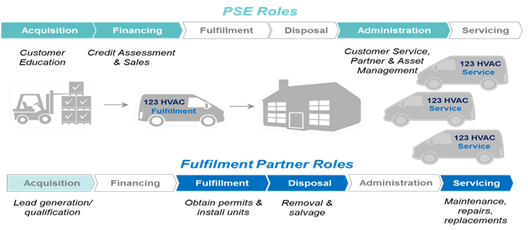 PSE Roles
Acquisition Financing Fulfillment Disposal Administration Servicing
Customer Education
Credit Assessment & Sales
Customer Service, Partner & Asset Management
123 HVAC
Fulfillment
123 HVAC
Service
123 HVAC
Service
123 HVAC
Service
Fulfilment Partner Roles
Acquisition Financing Fulfillment Disposal Administration Servicing
Lead generation/ qualification
Obtain permits & install units
Removal & salvage
Maintenance, repairs, replacements